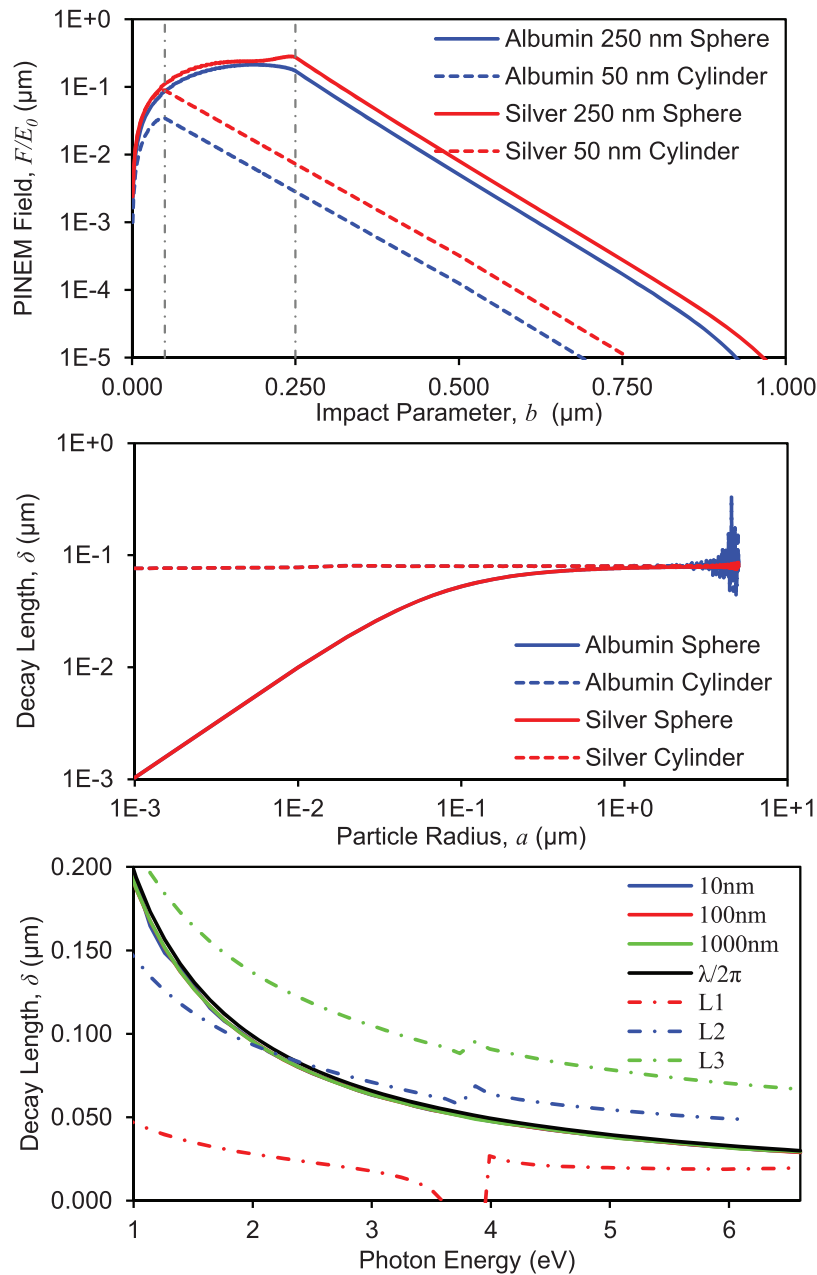 Albumin 250 nm Sphere
Albumin 50 nm Cylinder
Silver 250 nm Sphere
Silver 50 nm Cylinder
PINEM Field, F/E0 (μm)
1E+0
1E-1
1E-2
1E-3
1E-4
1E-5
0.000 0.250 0.500 0.750 1.000
Impact Parameter, b (μm)
Decay Length, δ (μm)
1E+0
1E-1
1E-2
1E-3
Albumin Sphere
Albumin Cylinder
Silver Sphere
Silver Cylinder
1E-3 1E-2 1E-1 1E+0 1E+1
Particle Radius, a (μm)
Decay Length, δ (μm)
0.200
0.150
0.100
0.050
0.000
10nm
100nm
1000nm
λ/2π
L1
L2
L3
1 2 3 4 5 6
Photon Energy (eV)